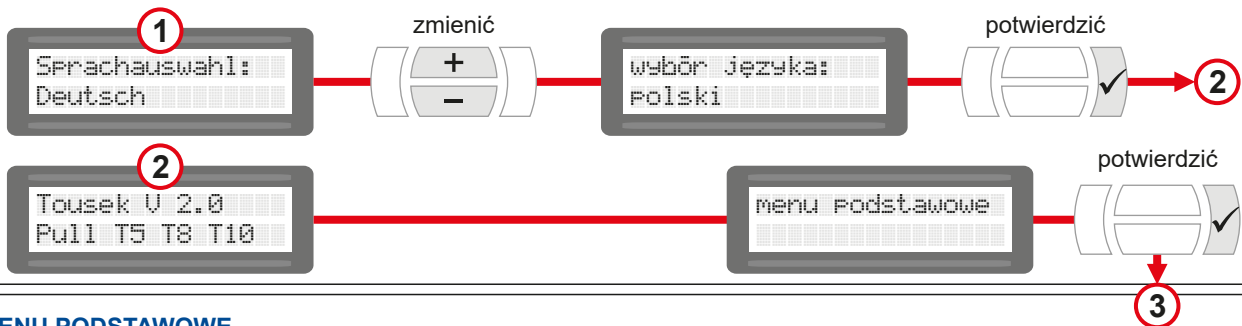 1
zmienić
potwierdzić
Sprachauswahl:
Deutsch
+
−
wybór języka:
polski
✓
2
2
potwierdzić
Tousek V 2.0
Pull T5 T8 T10
menu podstawowe
✓
3
MENU PODSTAWOWE